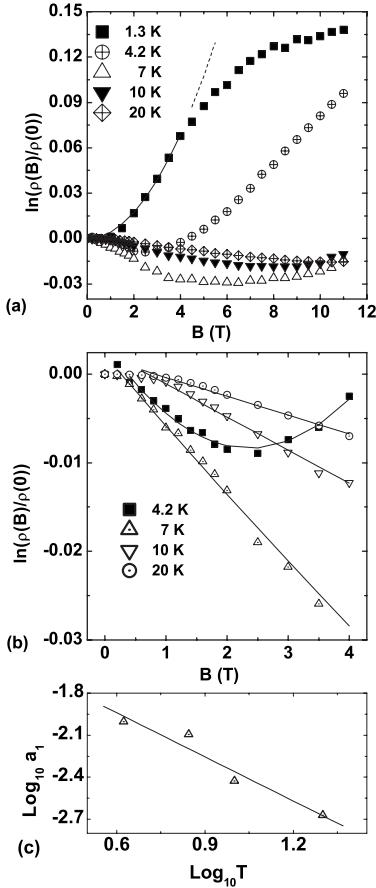 0.15
0.12
0.09
0.06
0.03
0.00
-0.03
ln(ρ(B)/ρ(0))
1.3 K
4.2 K
7 K
10 K
20 K
0 2 4 6 8 10 12
B (T)
(a)
0.00
-0.01
-0.02
-0.03
ln(ρ(B)/ρ(0))
4.2 K
7 K
10 K
20 K
0 1 2 3 4
B (T)
(b)
-1.8
-2.1
-2.4
-2.7
Log₁₀ a₁
0.6 0.9 1.2
Log₁₀T
(c)